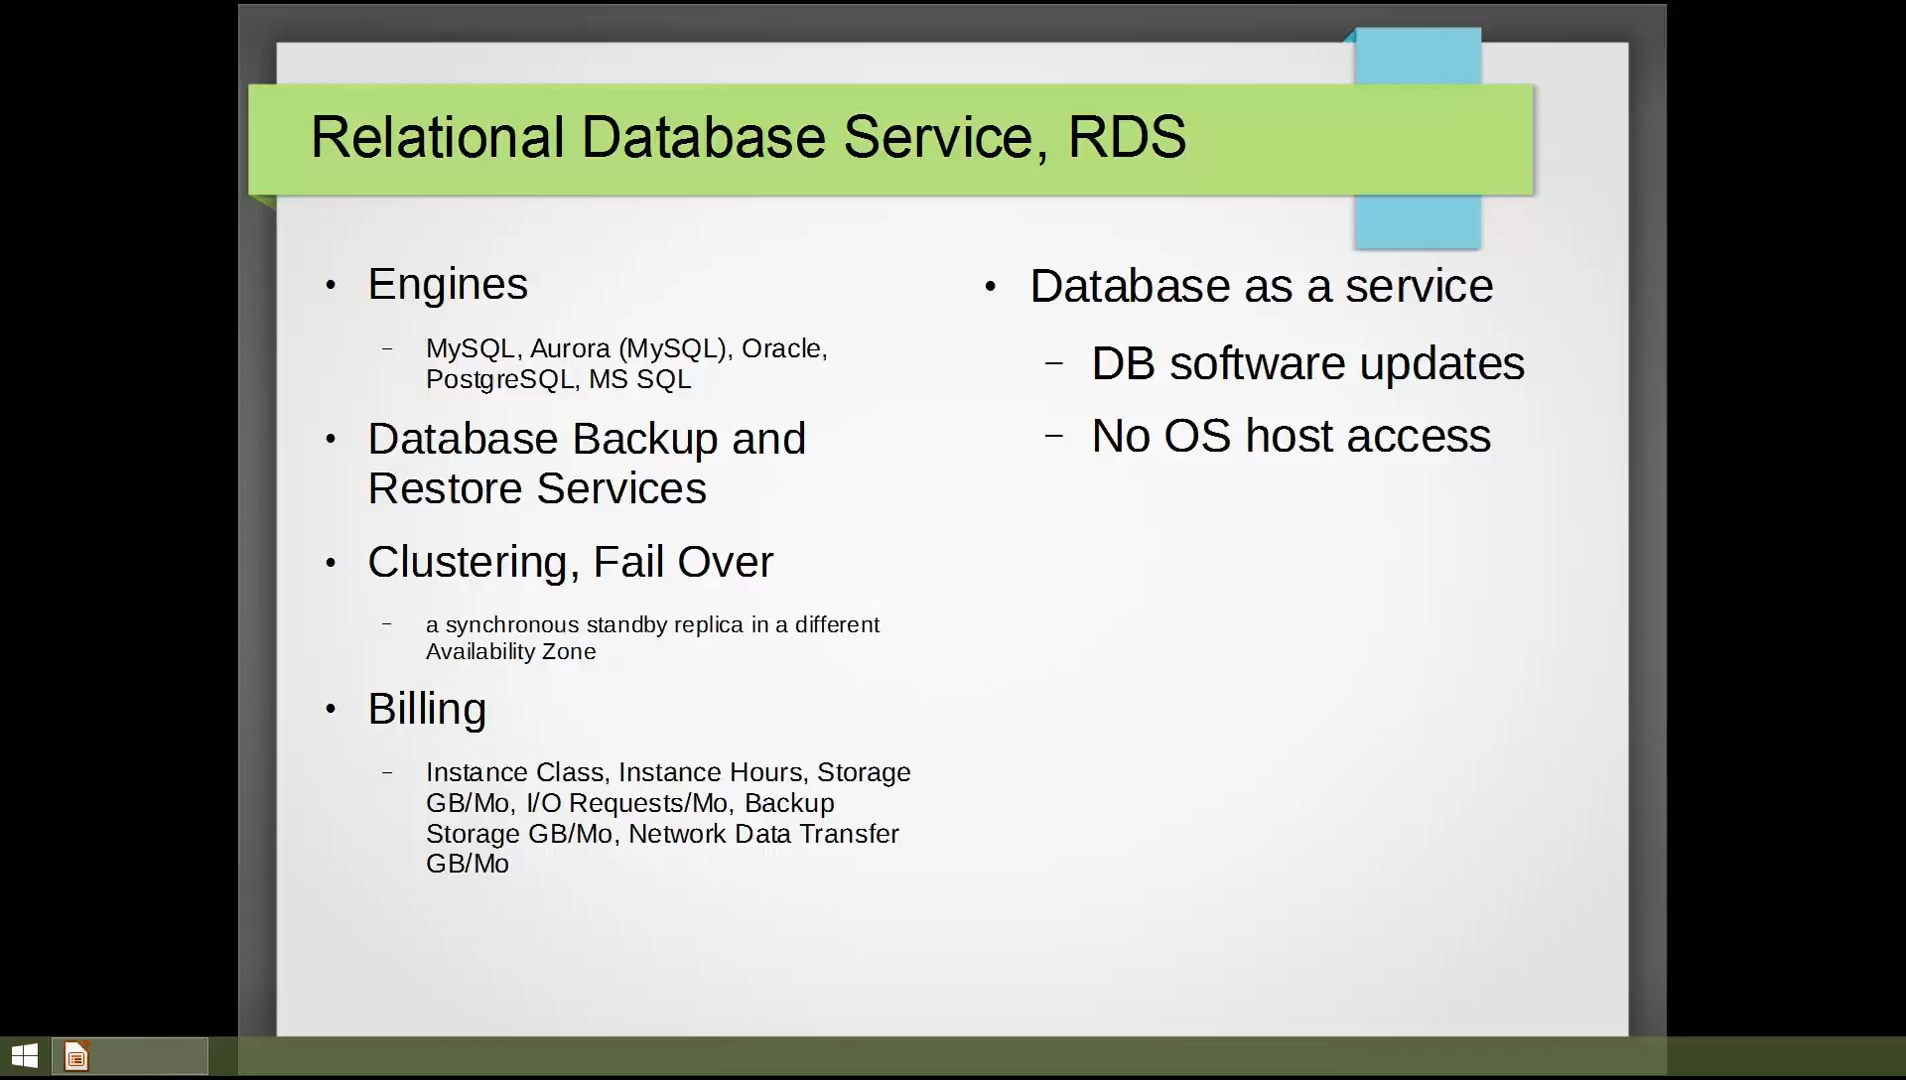 Relational Database Service, RDS
• Engines
– MySQL, Aurora (MySQL), Oracle,
PostgreSQL, MS SQL
• Database Backup and
Restore Services
• Clustering, Fail Over
– a synchronous standby replica in a different
Availability Zone
• Billing
– Instance Class, Instance Hours, Storage
GB/Mo, I/O Requests/Mo, Backup
Storage GB/Mo, Network Data Transfer
GB/Mo
• Database as a service
– DB software updates
– No OS host access